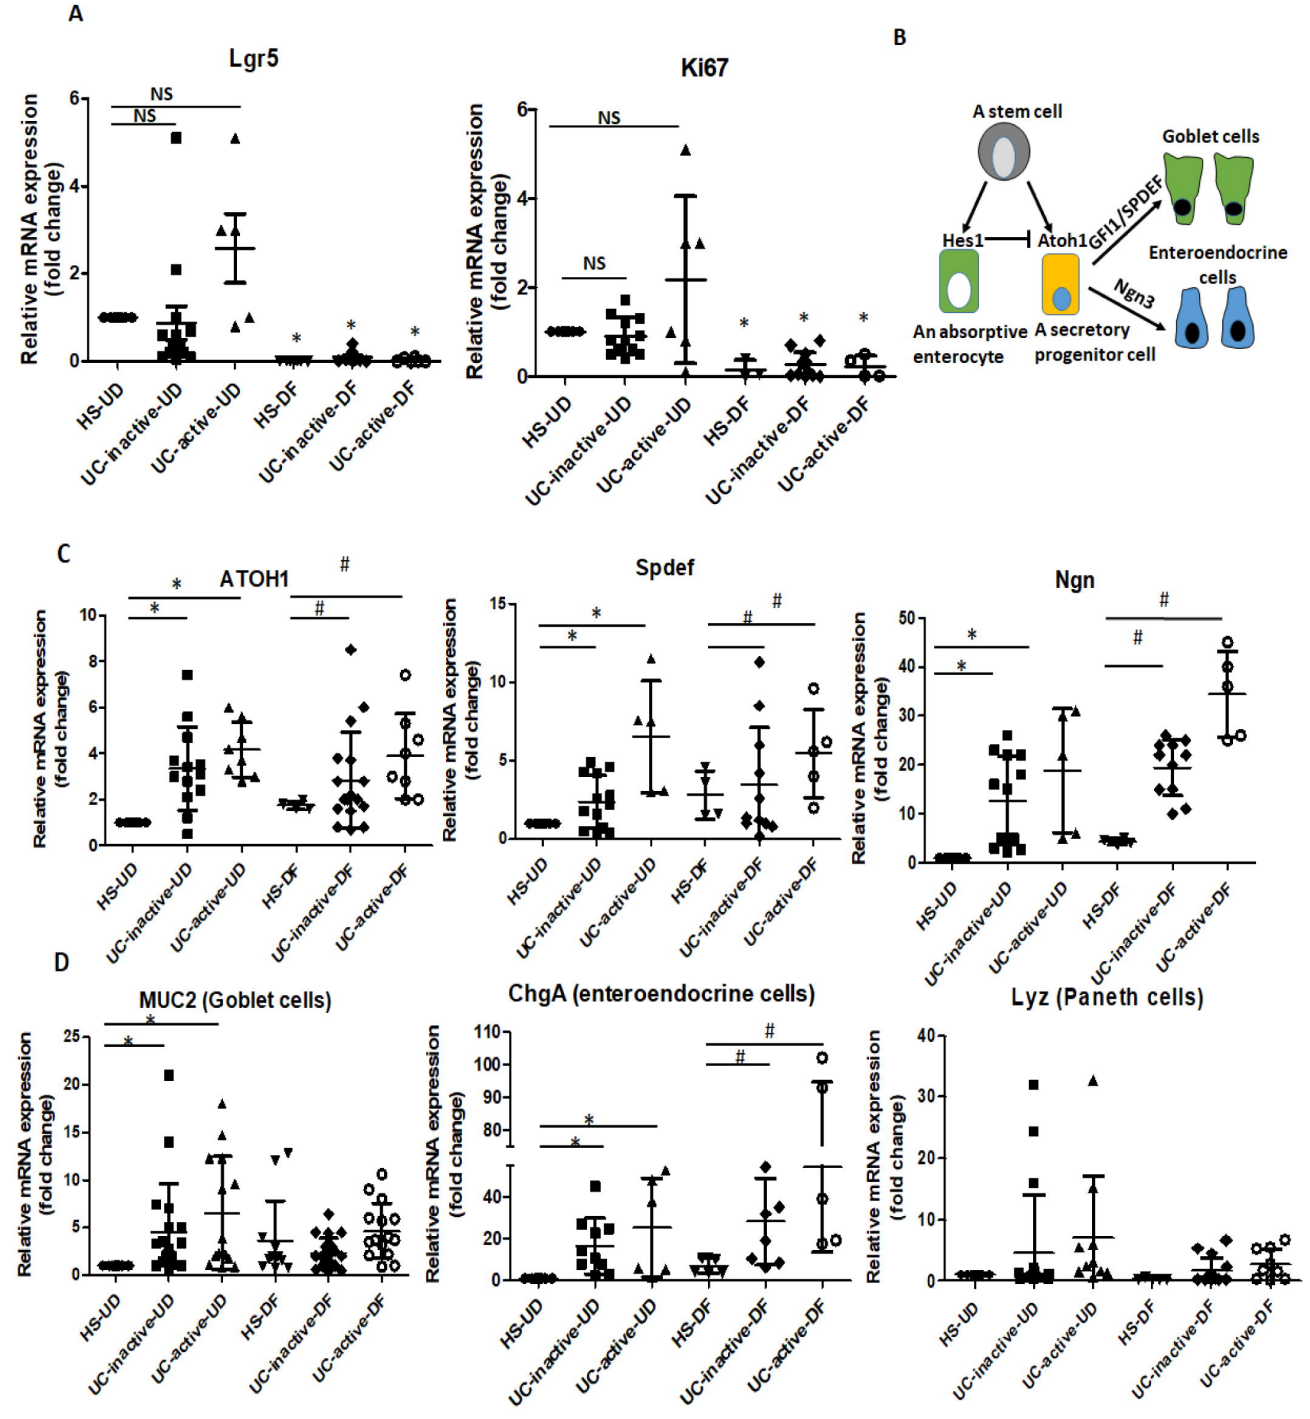 A
Lgr5
Relative mRNA expression
(fold change)
6
4
2
0
NS
NS
*
*
*
HS-UD
UC-inactive-UD
UC-active-UD
HS-DF
UC-inactive-DF
UC-active-DF
Ki67
Relative mRNA expression
(fold change)
6
4
2
0
NS
NS
*
*
*
HS-UD
UC-inactive-UD
UC-active-UD
HS-DF
UC-inactive-DF
UC-active-DF
B
A stem cell
Goblet cells
Hes1
Atoh1
GFI1/SPDEF
Enteroendocrine
cells
Ngn3
An absorptive
enterocyte
A secretory
progenitor cell
C
ATOH1
Relative mRNA expression
(fold change)
10
8
6
4
2
0
*
*
#
#
HS-UD
UC-inactive-UD
UC-active-UD
HS-DF
UC-inactive-DF
UC-active-DF
Spdef
Relative mRNA expression
(fold change)
15
10
5
0
*
*
#
#
HS-UD
UC-inactive-UD
UC-active-UD
HS-DF
UC-inactive-DF
UC-active-DF
Ngn
Relative mRNA expression
(fold change)
50
40
30
20
10
0
*
*
#
#
HS-UD
UC-inactive-UD
UC-active-UD
HS-DF
UC-inactive-DF
UC-active-DF
D
MUC2 (Goblet cells)
Relative mRNA expression
(fold change)
25
20
15
10
5
0
*
*
HS-UD
UC-inactive-UD
UC-active-UD
HS-DF
UC-inactive-DF
UC-active-DF
ChgA (enteroendocrine cells)
Relative mRNA expression
(fold change)
110
100
90
80
40
20
0
*
*
#
#
HS-UD
UC-inactive-UD
UC-active-UD
HS-DF
UC-inactive-DF
UC-active-DF
Lyz (Paneth cells)
Relative mRNA expression
(fold change)
40
30
20
10
0
HS-UD
UC-inactive-UD
UC-active-UD
HS-DF
UC-inactive-DF
UC-active-DF